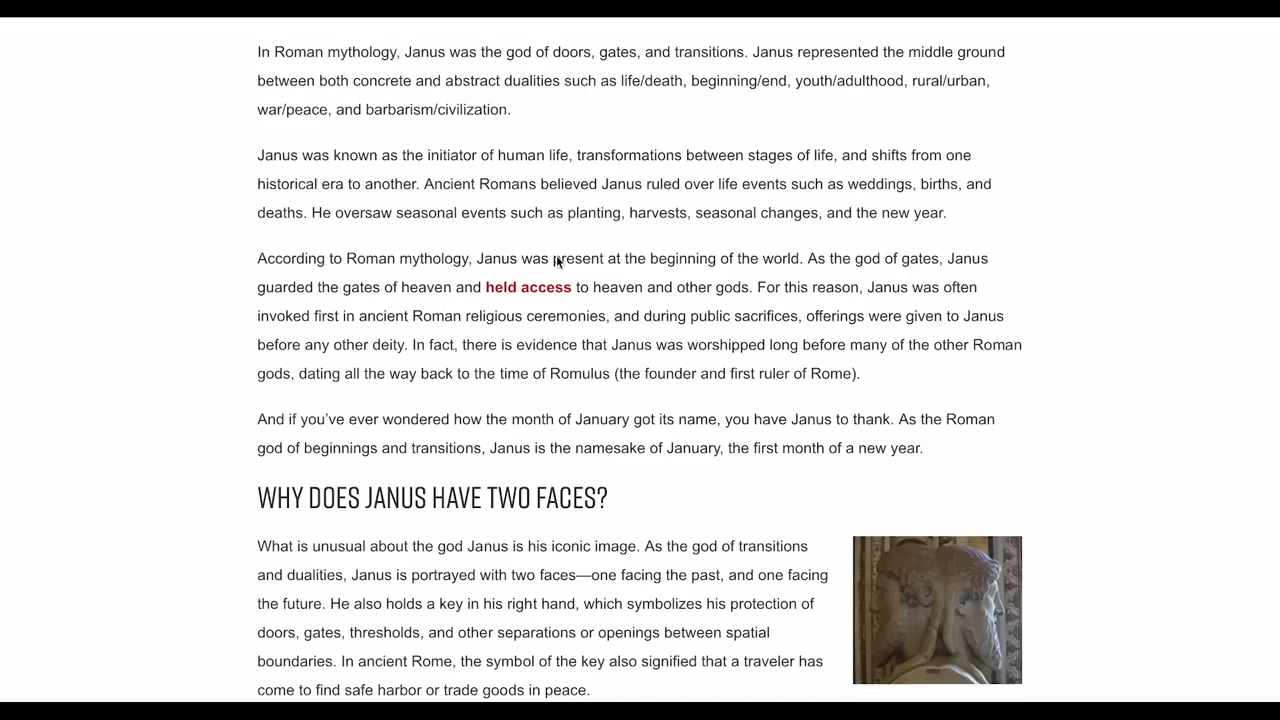 In Roman mythology, Janus was the god of doors, gates, and transitions. Janus represented the middle ground
between both concrete and abstract dualities such as life/death, beginning/end, youth/adulthood, rural/urban,
war/peace, and barbarism/civilization.
Janus was known as the initiator of human life, transformations between stages of life, and shifts from one
historical era to another. Ancient Romans believed Janus ruled over life events such as weddings, births, and
deaths. He oversaw seasonal events such as planting, harvests, seasonal changes, and the new year.
According to Roman mythology, Janus was present at the beginning of the world. As the god of gates, Janus
guarded the gates of heaven and held access to heaven and other gods. For this reason, Janus was often
invoked first in ancient Roman religious ceremonies, and during public sacrifices, offerings were given to Janus
before any other deity. In fact, there is evidence that Janus was worshipped long before many of the other Roman
gods, dating all the way back to the time of Romulus (the founder and first ruler of Rome).
And if you’ve ever wondered how the month of January got its name, you have Janus to thank. As the Roman
god of beginnings and transitions, Janus is the namesake of January, the first month of a new year.
WHY DOES JANUS HAVE TWO FACES?
What is unusual about the god Janus is his iconic image. As the god of transitions
and dualities, Janus is portrayed with two faces—one facing the past, and one facing
the future. He also holds a key in his right hand, which symbolizes his protection of
doors, gates, thresholds, and other separations or openings between spatial
boundaries. In ancient Rome, the symbol of the key also signified that a traveler has
come to find safe harbor or trade goods in peace.